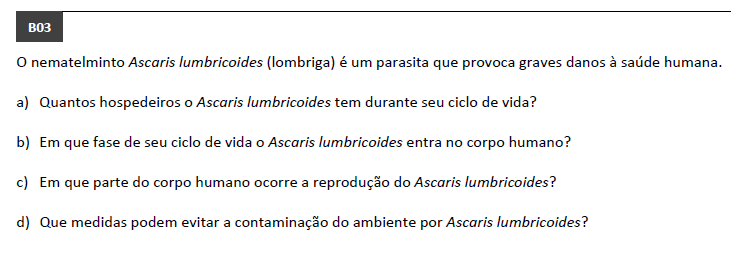 B03
O nematelminto Ascaris lumbricoides (lombriga) é um parasita que provoca graves danos à saúde humana.
a) Quantos hospedeiros o Ascaris lumbricoides tem durante seu ciclo de vida?
b) Em que fase de seu ciclo de vida o Ascaris lumbricoides entra no corpo humano?
c) Em que parte do corpo humano ocorre a reprodução do Ascaris lumbricoides?
d) Que medidas podem evitar a contaminação do ambiente por Ascaris lumbricoides?